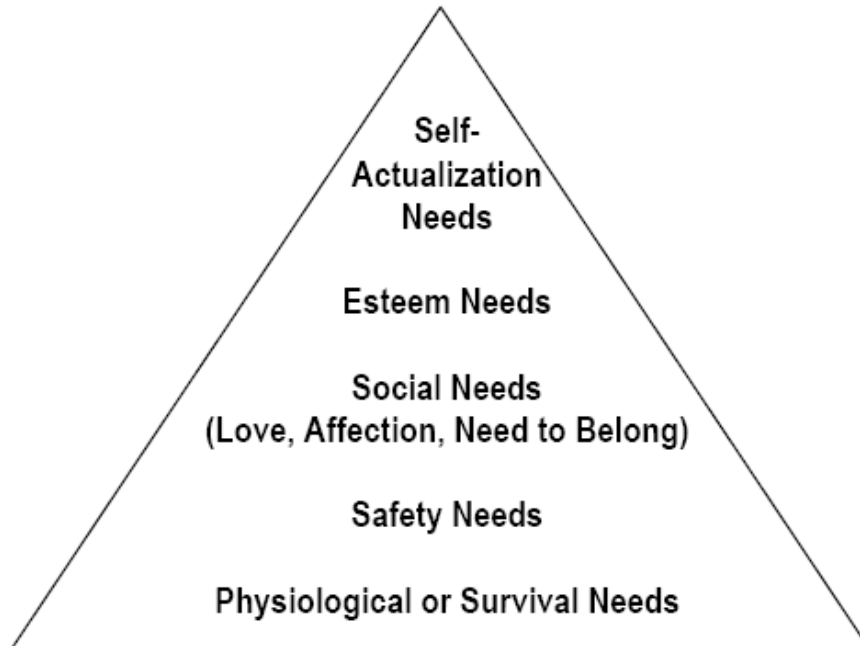 Self-
Actualization
Needs
Esteem Needs
Social Needs
(Love, Affection, Need to Belong)
Safety Needs
Physiological or Survival Needs